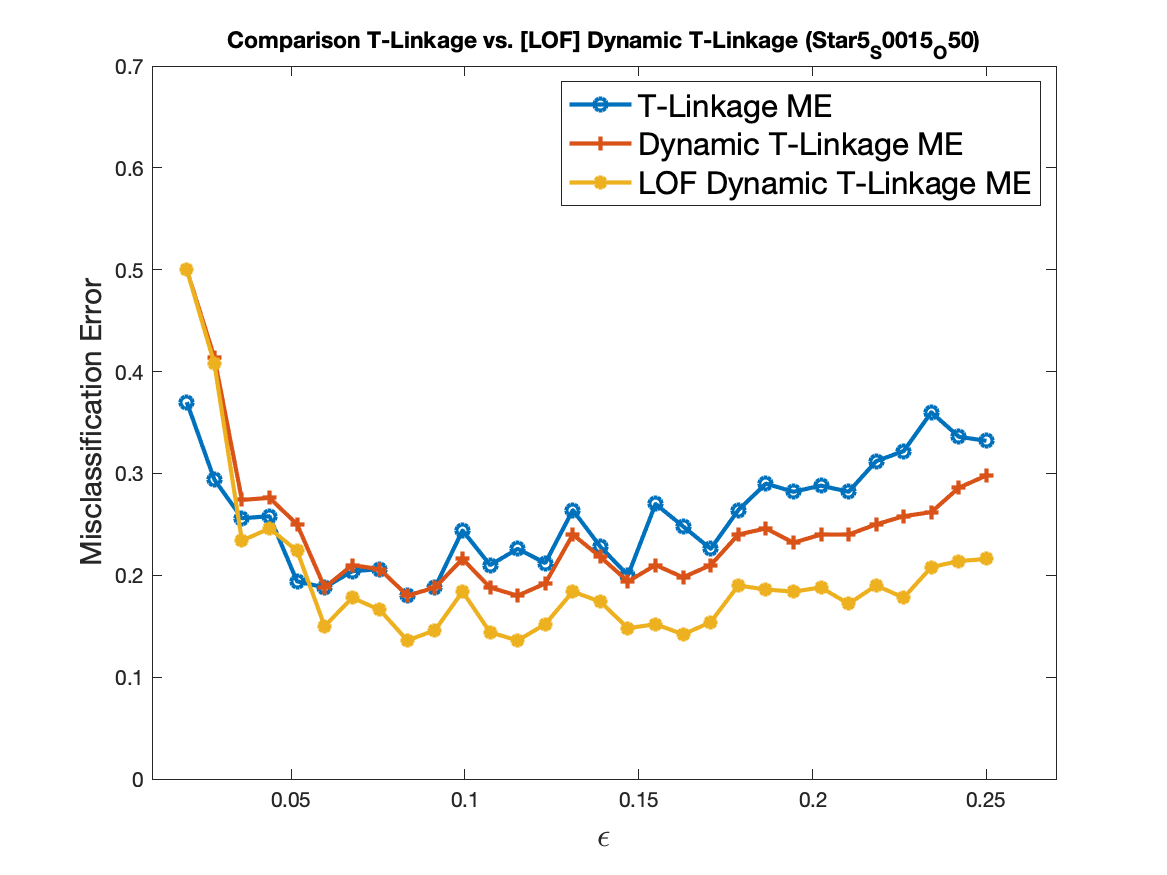 Comparison T-Linkage vs. [LOF] Dynamic T-Linkage (Star5S0015O50)
0.7
T-Linkage ME
Dynamic T-Linkage ME
LOF Dynamic T-Linkage ME
0.6
0.5
0.4
0.3
0.2
0.1
0
Misclassification Error
0.05 0.1 0.15 0.2 0.25
ϵ